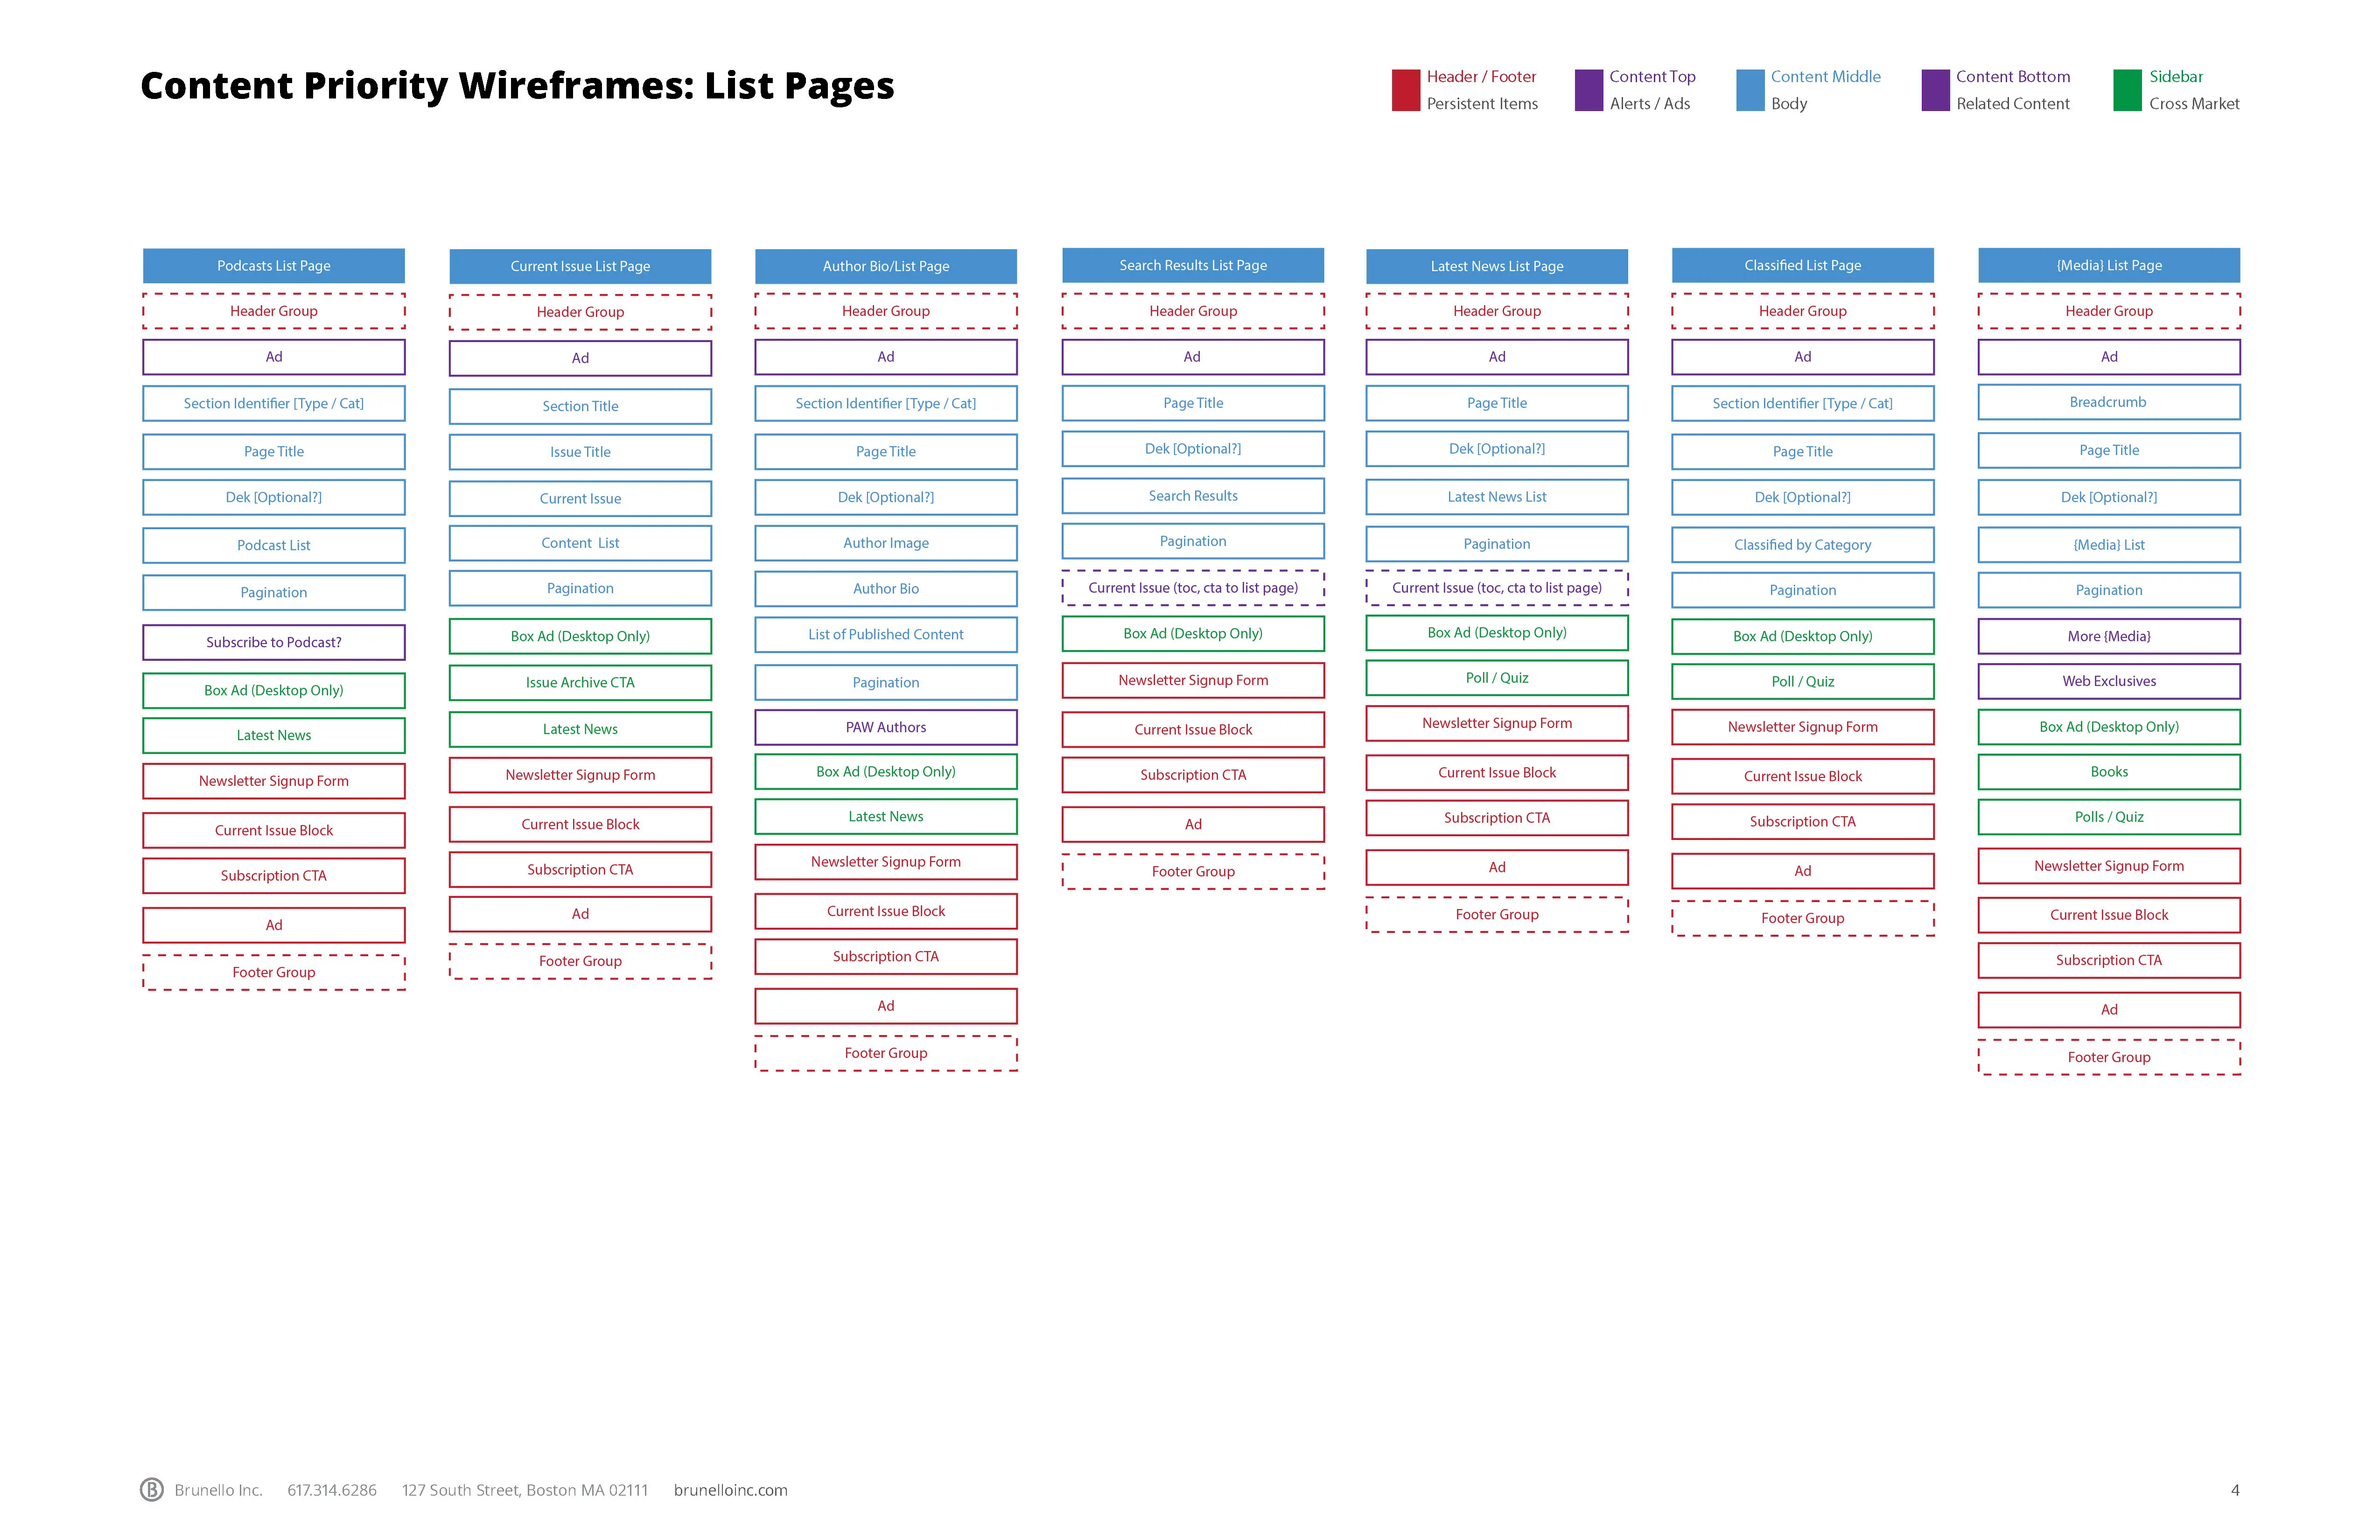 Content Priority Wireframes: List Pages
Header / Footer
Persistent Items
Content Top
Alerts / Ads
Content Middle
Body
Content Bottom
Related Content
Sidebar
Cross Market
Podcasts List Page
Header Group
Ad
Section Identifier [Type / Cat]
Page Title
Dek [Optional?]
Podcast List
Pagination
Subscribe to Podcast?
Box Ad (Desktop Only)
Latest News
Newsletter Signup Form
Current Issue Block
Subscription CTA
Ad
Footer Group
Current Issue List Page
Header Group
Ad
Section Title
Issue Title
Current Issue
Content List
Pagination
Box Ad (Desktop Only)
Issue Archive CTA
Latest News
Newsletter Signup Form
Current Issue Block
Subscription CTA
Ad
Footer Group
Author Bio/List Page
Header Group
Ad
Section Identifier [Type / Cat]
Page Title
Dek [Optional?]
Author Image
Author Bio
List of Published Content
Pagination
PAW Authors
Box Ad (Desktop Only)
Latest News
Newsletter Signup Form
Current Issue Block
Subscription CTA
Ad
Footer Group
Search Results List Page
Header Group
Ad
Page Title
Dek [Optional?]
Search Results
Pagination
Current Issue (toc, cta to list page)
Box Ad (Desktop Only)
Newsletter Signup Form
Current Issue Block
Subscription CTA
Ad
Footer Group
Latest News List Page
Header Group
Ad
Page Title
Dek [Optional?]
Latest News List
Pagination
Current Issue (toc, cta to list page)
Box Ad (Desktop Only)
Poll / Quiz
Newsletter Signup Form
Current Issue Block
Subscription CTA
Ad
Footer Group
Classified List Page
Header Group
Ad
Section Identifier [Type / Cat]
Page Title
Dek [Optional?]
Classified by Category
Pagination
Box Ad (Desktop Only)
Poll / Quiz
Newsletter Signup Form
Current Issue Block
Subscription CTA
Ad
Footer Group
{Media} List Page
Header Group
Ad
Breadcrumb
Page Title
Dek [Optional?]
{Media} List
Pagination
More {Media}
Web Exclusives
Box Ad (Desktop Only)
Books
Polls / Quiz
Newsletter Signup Form
Current Issue Block
Subscription CTA
Ad
Footer Group
B Brunello Inc. 617.314.6286 127 South Street, Boston MA 02111 brunelloinc.com
4